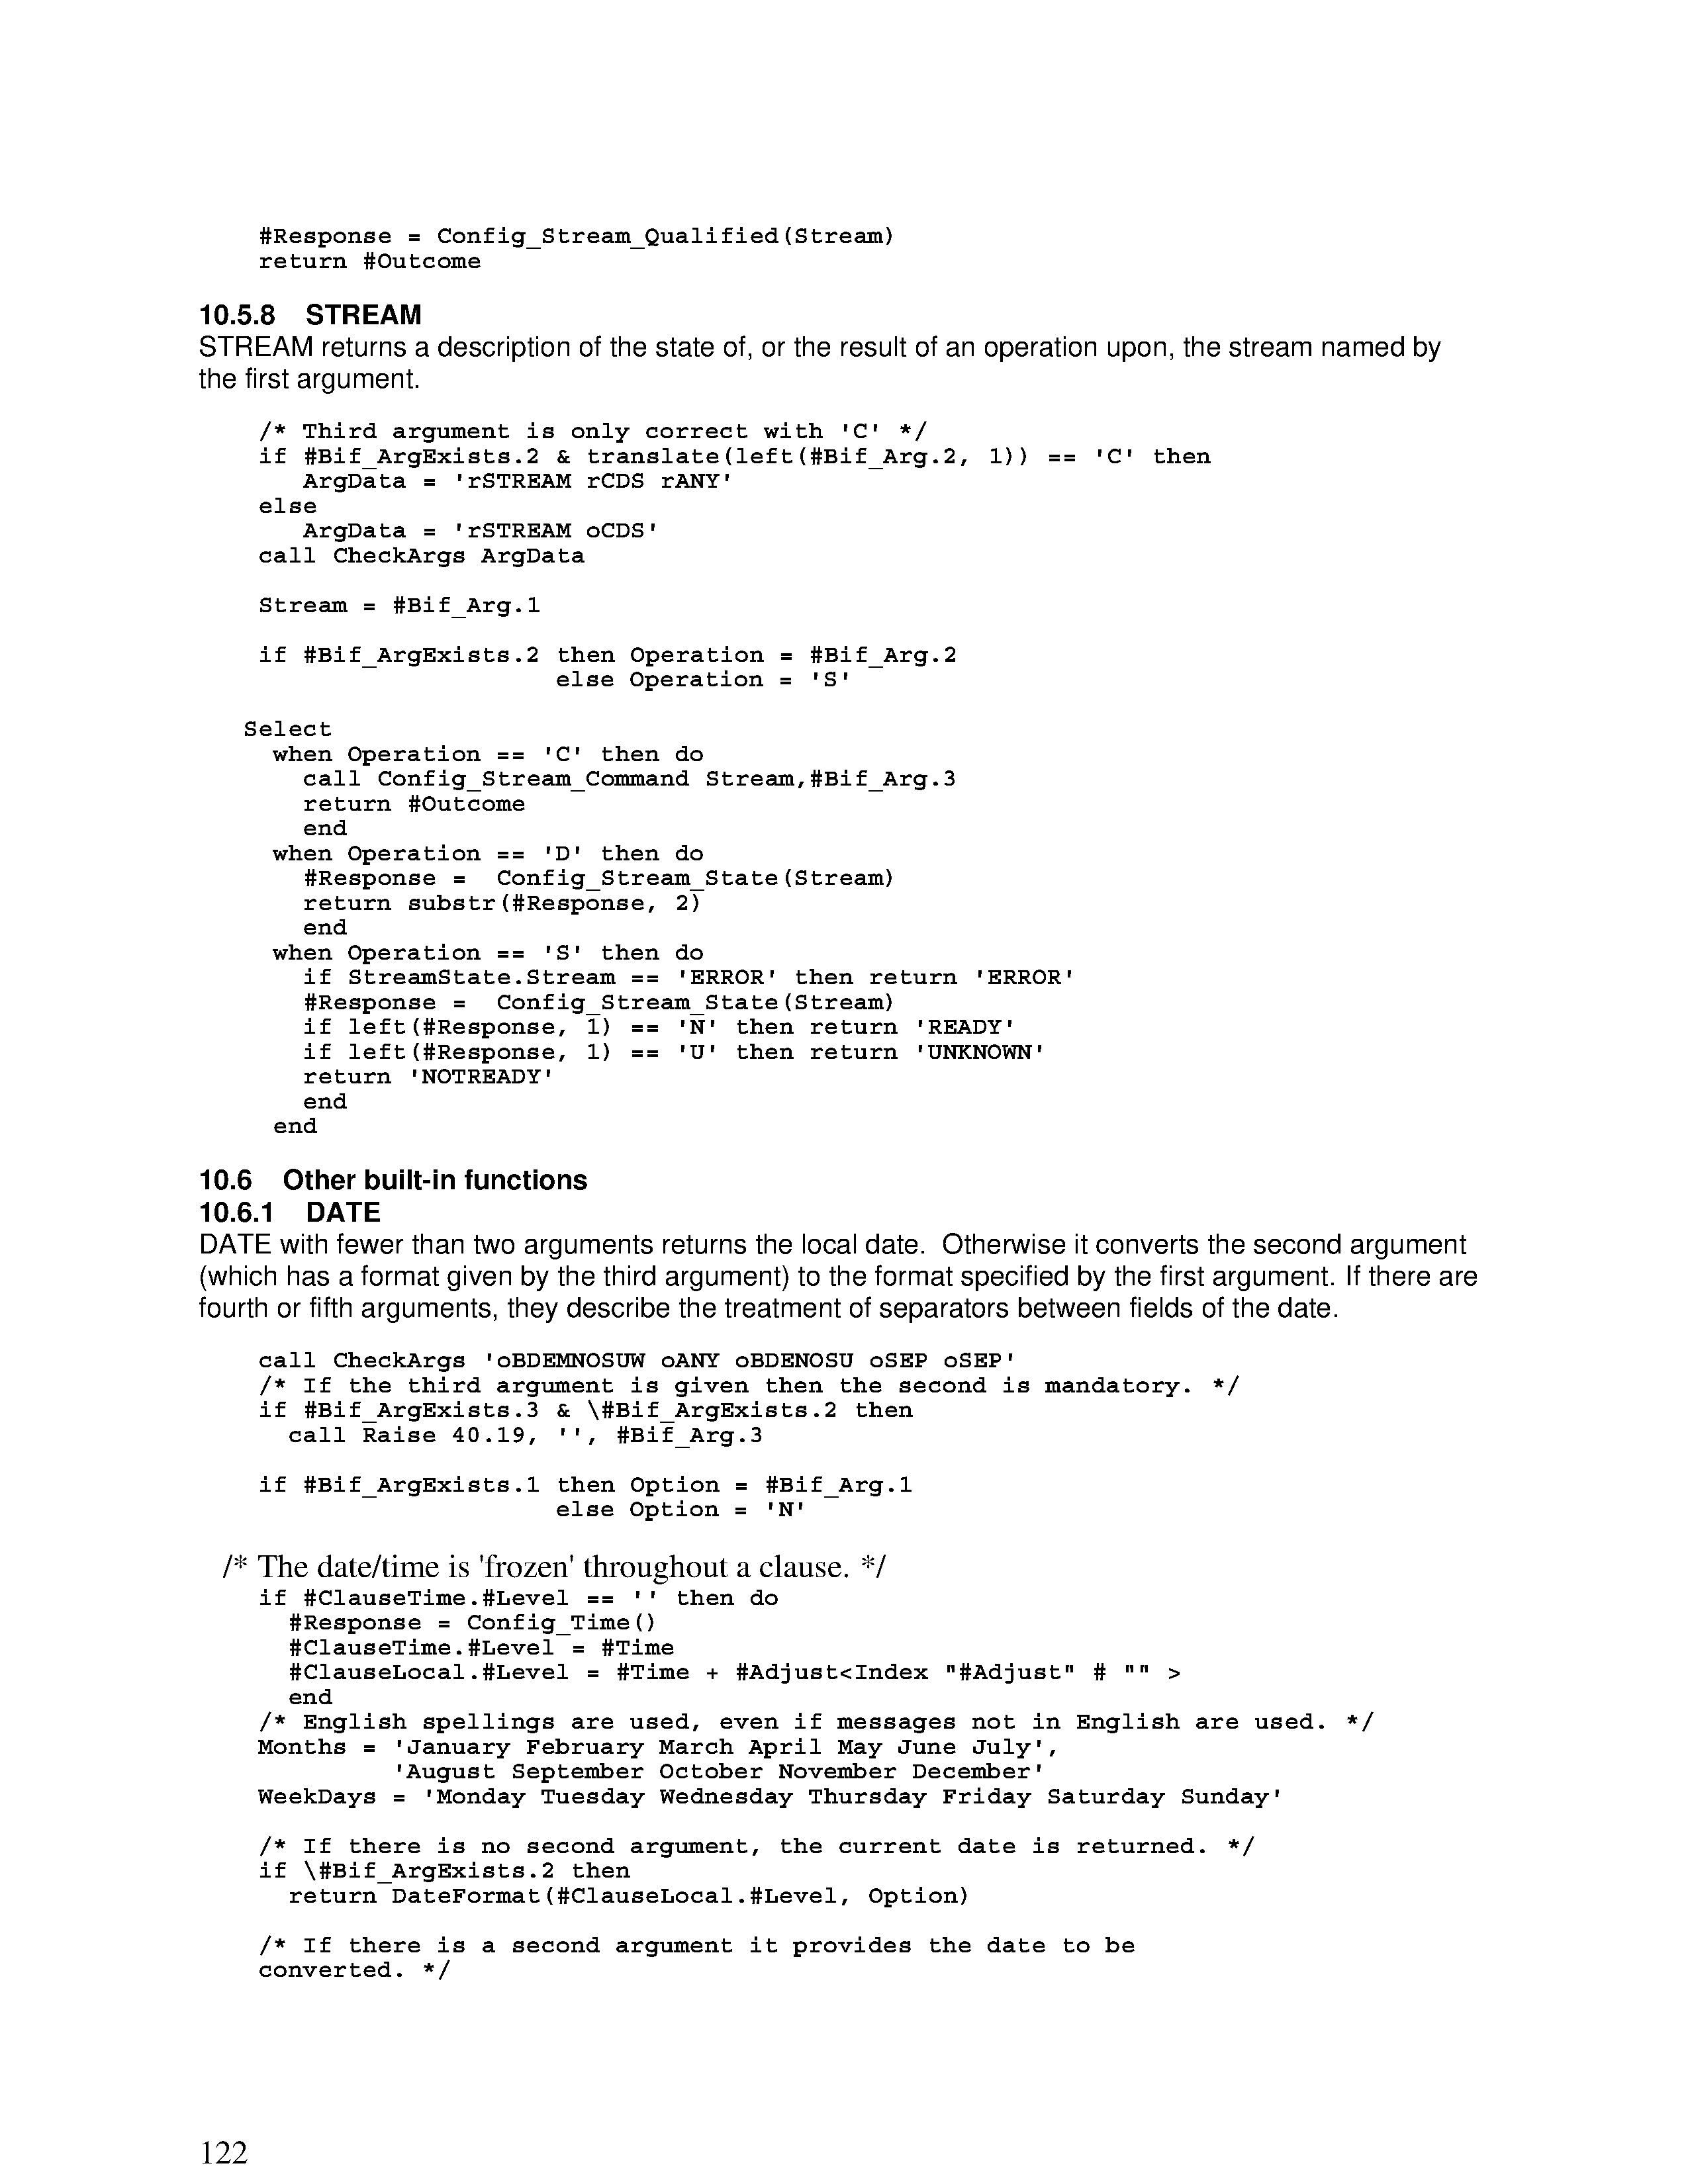 #Response = Config_Stream_Qualified(Stream)
return #Outcome
10.5.8 STREAM
STREAM returns a description of the state of, or the result of an operation upon, the stream named by
the first argument.
/* Third argument is only correct with 'C' */
if #Bif_ArgExists.2 & translate(left(#Bif_Arg.2, 1)) == 'C' then
ArgData = 'rSTREAM rCDS rANY'
else
ArgData = 'rSTREAM oCDS'
call CheckArgs ArgData
Stream = #Bif_Arg.1
if #Bif_ArgExists.2 then Operation = #Bif_Arg.2
else Operation = 'S'
Select
when Operation == 'C' then do
call Config_Stream_Command Stream,#Bif_Arg.3
return #Outcome
end
when Operation == 'D' then do
#Response =  Config_Stream_State(Stream)
return substr(#Response, 2)
end
when Operation == 'S' then do
if StreamState.Stream == 'ERROR' then return 'ERROR'
#Response =  Config_Stream_State(Stream)
if left(#Response, 1) == 'N' then return 'READY'
if left(#Response, 1) == 'U' then return 'UNKNOWN'
return 'NOTREADY'
end
end
10.6 Other built-in functions
10.6.1 DATE
DATE with fewer than two arguments returns the local date.  Otherwise it converts the second argument
(which has a format given by the third argument) to the format specified by the first argument. If there are
fourth or fifth arguments, they describe the treatment of separators between fields of the date.
call CheckArgs 'oBDEMNOSUW oANY oBDENOSU oSEP oSEP'
/* If the third argument is given then the second is mandatory. */
if #Bif_ArgExists.3 & \#Bif_ArgExists.2 then
call Raise 40.19, '', #Bif_Arg.3
if #Bif_ArgExists.1 then Option = #Bif_Arg.1
else Option = 'N'
/* The date/time is 'frozen' throughout a clause. */
if #ClauseTime.#Level == '' then do
#Response = Config_Time()
#ClauseTime.#Level = #Time
#ClauseLocal.#Level = #Time + #Adjust<Index "#Adjust" # "" >
end
/* English spellings are used, even if messages not in English are used. */
Months = 'January February March April May June July',
'August September October November December'
WeekDays = 'Monday Tuesday Wednesday Thursday Friday Saturday Sunday'
/* If there is no second argument, the current date is returned. */
if \#Bif_ArgExists.2 then
return DateFormat(#ClauseLocal.#Level, Option)
/* If there is a second argument it provides the date to be
converted. */
122